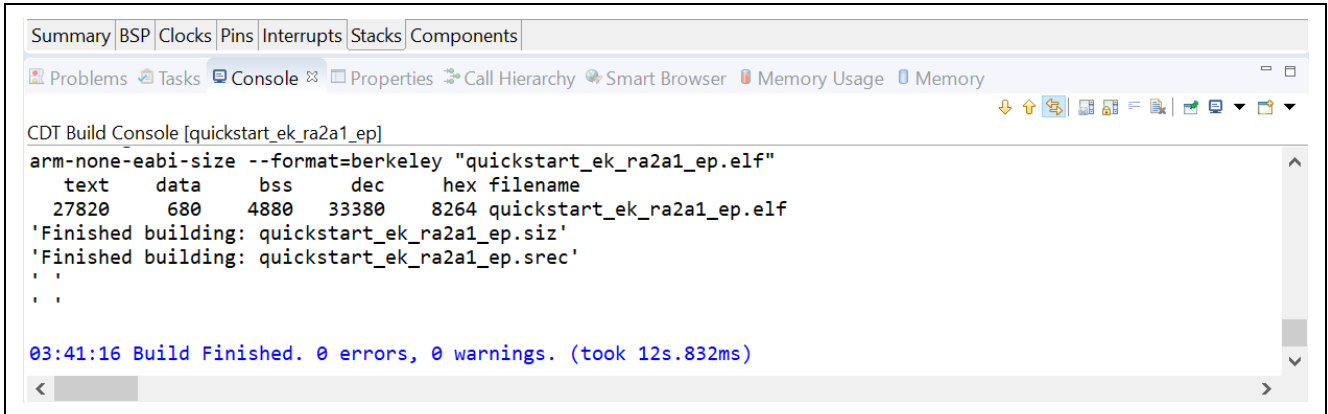 Summary BSP Clocks Pins Interrupts Stacks Components
Problems Tasks Console Properties Call Hierarchy Smart Browser Memory Usage Memory
CDT Build Console [quickstart_ek_ra2a1_ep]
arm-none-eabi-size --format=berkeley "quickstart_ek_ra2a1_ep.elf"
   text    data     bss     dec     hex filename
  27820     680    4880   33380    8264 quickstart_ek_ra2a1_ep.elf
'Finished building: quickstart_ek_ra2a1_ep.siz'
'Finished building: quickstart_ek_ra2a1_ep.srec'
' '
' '
03:41:16 Build Finished. 0 errors, 0 warnings. (took 12s.832ms)